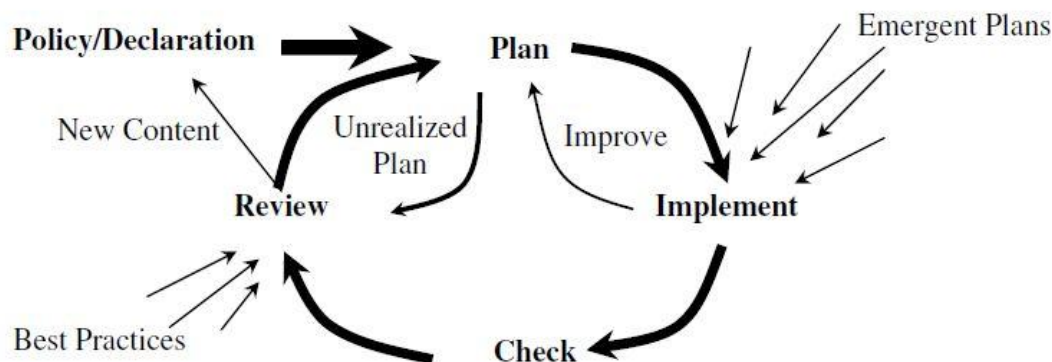 Policy/Declaration
Plan
Emergent Plans
New Content
Unrealized
Plan
Improve
Review
Implement
Best Practices
Check